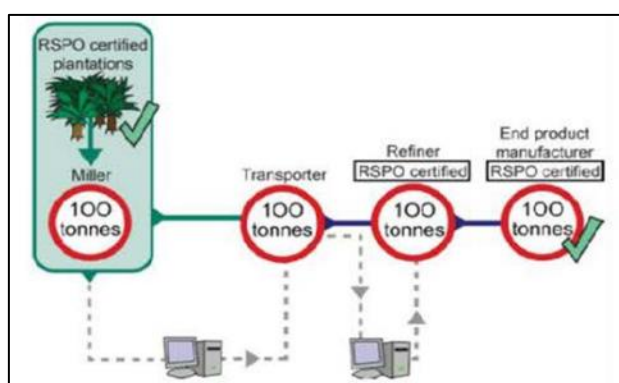 RSPO certified
plantations
Miller
100
tonnes
Transporter
100
tonnes
Refiner
RSPO certified
100
tonnes
End product
manufacturer
RSPO certified
100
tonnes